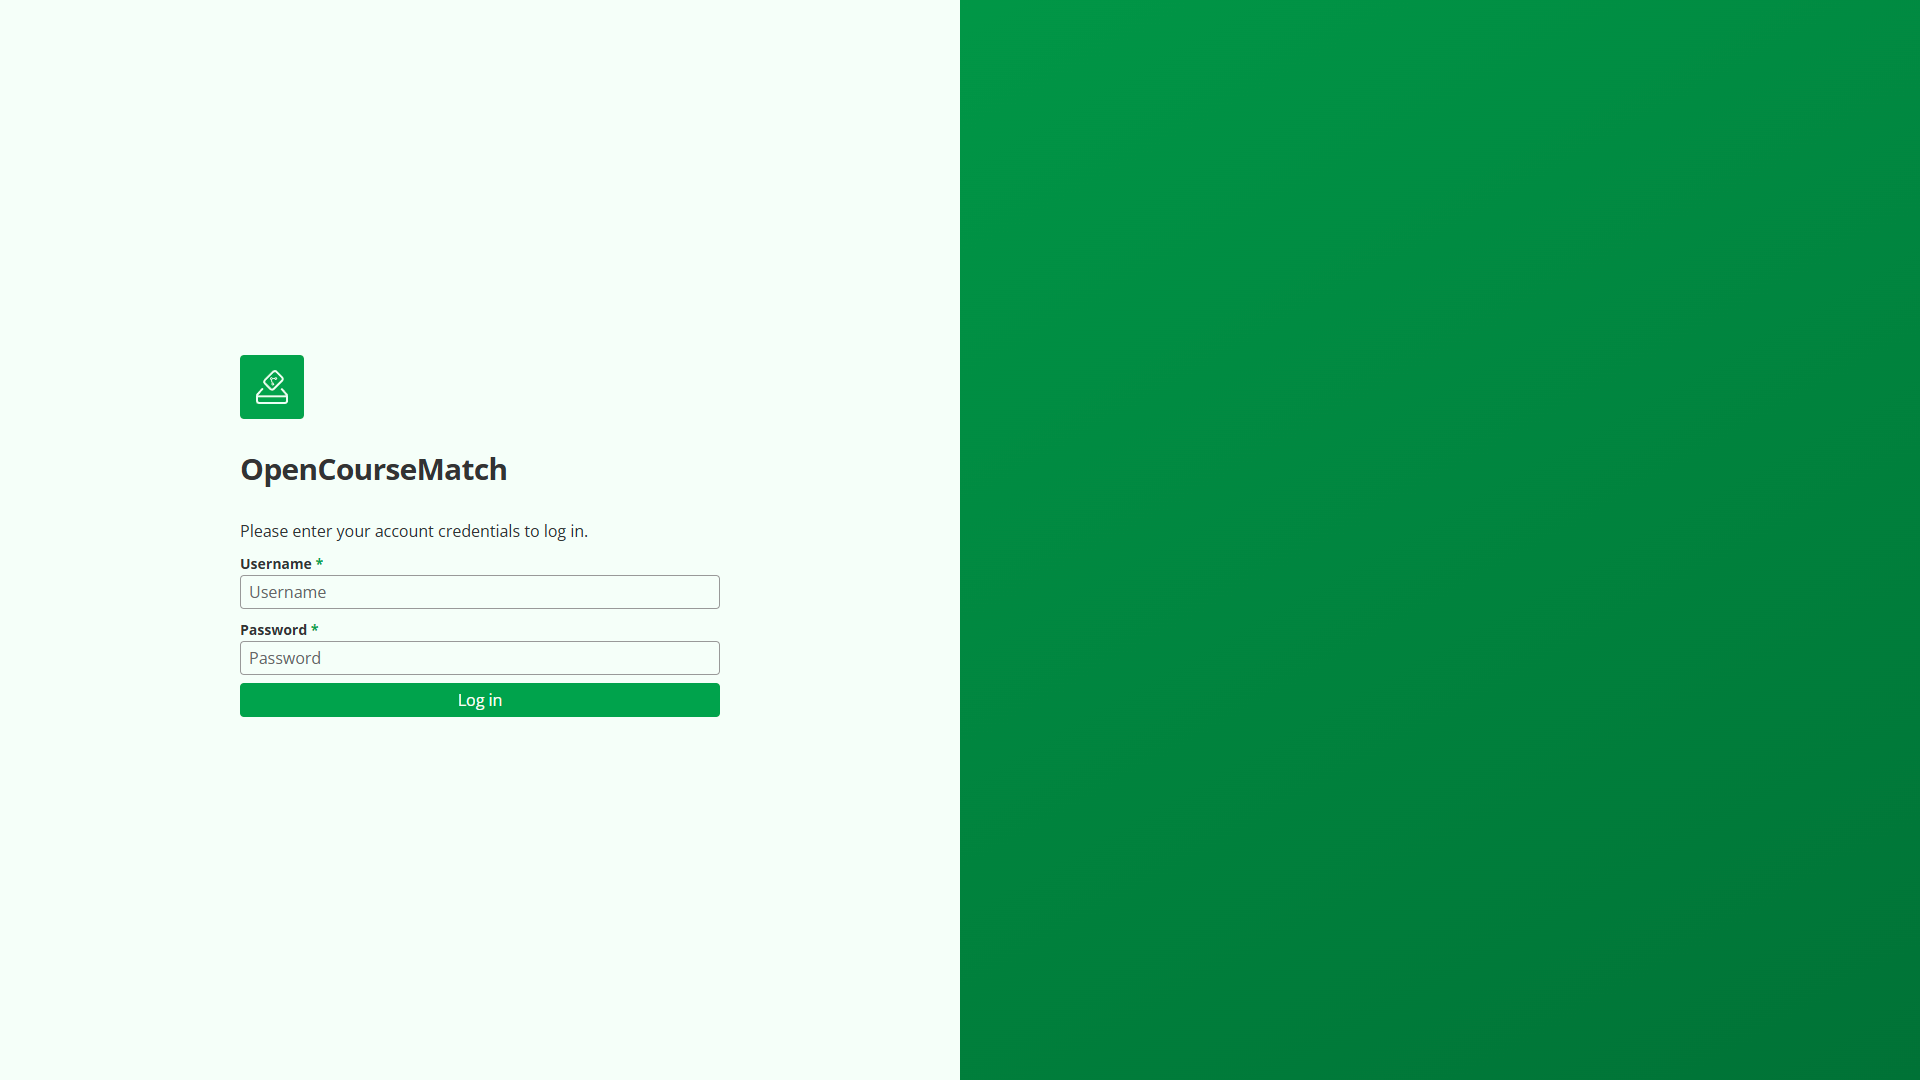 OpenCourseMatch
Please enter your account credentials to log in.
Username *
Username
Password *
Password
Log in